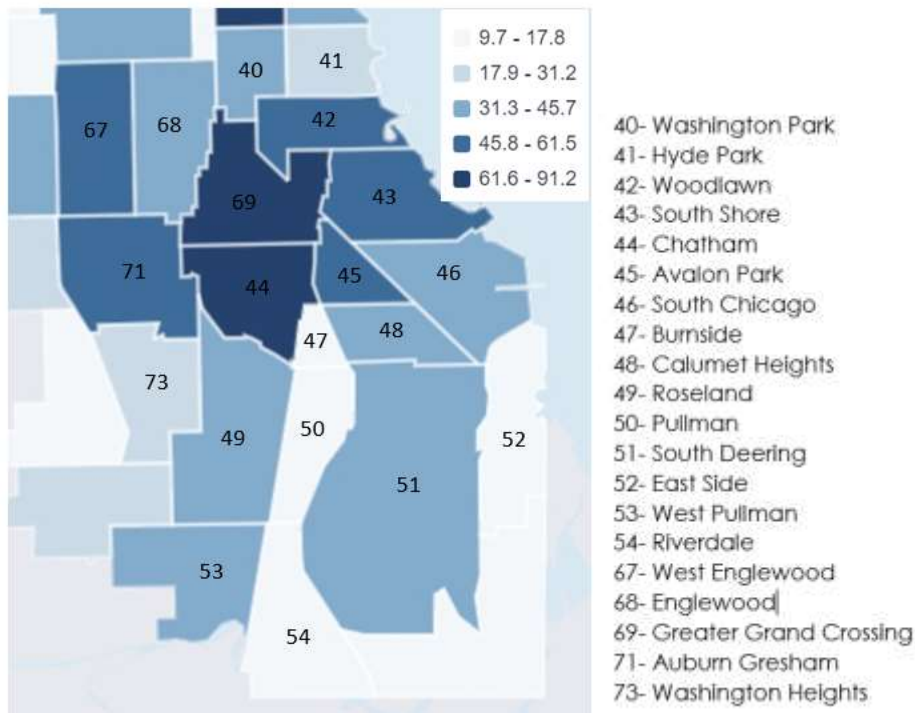 9.7 - 17.8
17.9 - 31.2
31.3 - 45.7
45.8 - 61.5
61.6 - 91.2
40
41
67
68
42
69
43
71
44
45
46
47
48
73
49
50
52
51
53
54
40- Washington Park
41- Hyde Park
42- Woodlawn
43- South Shore
44- Chatham
45- Avalon Park
46- South Chicago
47- Burnside
48- Calumet Heights
49- Roseland
50- Pullman
51- South Deering
52- East Side
53- West Pullman
54- Riverdale
67- West Englewood
68- Englewood
69- Greater Grand Crossing
71- Auburn Gresham
73- Washington Heights